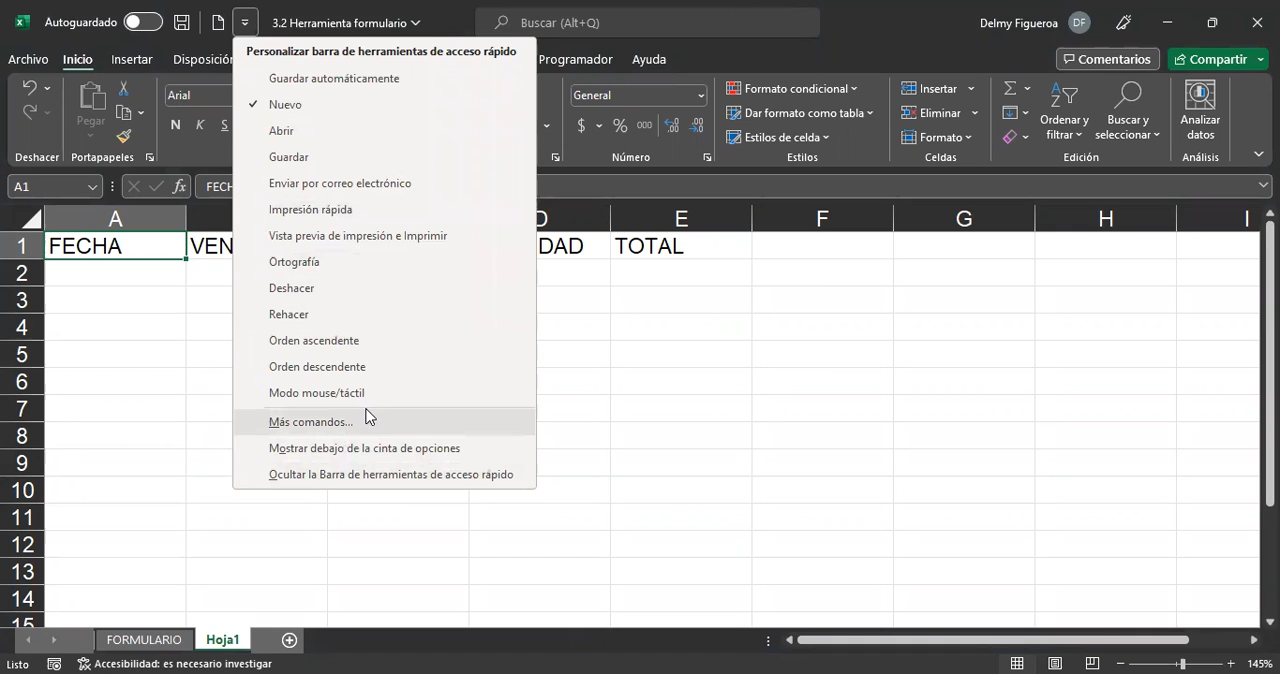 Autoguardado
3.2 Herramienta formulario
Buscar (Alt+Q)
Delmy Figueroa
DF
Archivo
Inicio
Insertar
Disposición
Programador
Ayuda
Comentarios
Compartir
Personalizar barra de herramientas de acceso rápido
Guardar automáticamente
Nuevo
Abrir
Guardar
Enviar por correo electrónico
Impresión rápida
Vista previa de impresión e Imprimir
Ortografía
Deshacer
Rehacer
Orden ascendente
Orden descendente
Modo mouse/táctil
Más comandos...
Mostrar debajo de la cinta de opciones
Ocultar la Barra de herramientas de acceso rápido
Deshacer
Pegar
Portapapeles
Arial
N K S
General
$ % 000
Número
Formato condicional
Dar formato como tabla
Estilos de celda
Estilos
Insertar
Eliminar
Formato
Celdas
Ordenar y
filtrar
Buscar y
seleccionar
Edición
Analizar
datos
Análisis
A1
fx
FECH
A D E F G H I
1 FECHA VEN DAD TOTAL
2
3
4
5
6
7
8
9
10
11
12
13
14
15
FORMULARIO
Hoja1
Listo
Accesibilidad: es necesario investigar
145%